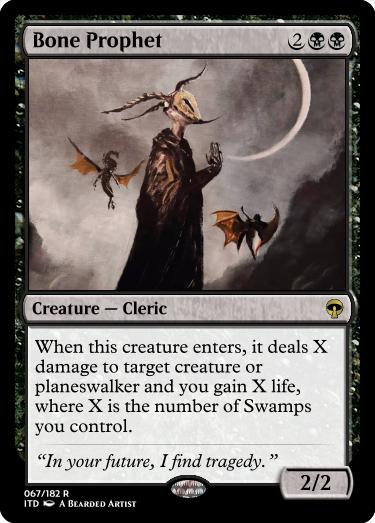 Bone Prophet 2
Creature — Cleric
When this creature enters, it deals X
damage to target creature or
planeswalker and you gain X life,
where X is the number of Swamps
you control.
“In your future, I find tragedy.”
2/2
067/182 R
ITD A Bearded Artist